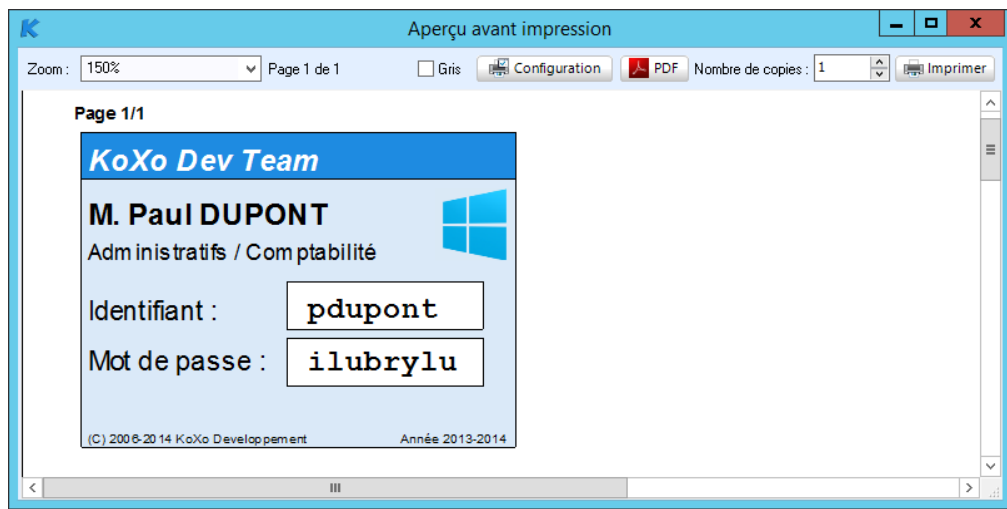 Aperçu avant impression
Zoom : 150% Page 1 de 1 Gris Configuration PDF Nombre de copies : 1 Imprimer
Page 1/1
KoXo Dev Team
M. Paul DUPONT
Administratifs / Comptabilité
Identifiant : pdupont
Mot de passe : ilubrylu
(C) 2006-2014 KoXo Developpement Année 2013-2014